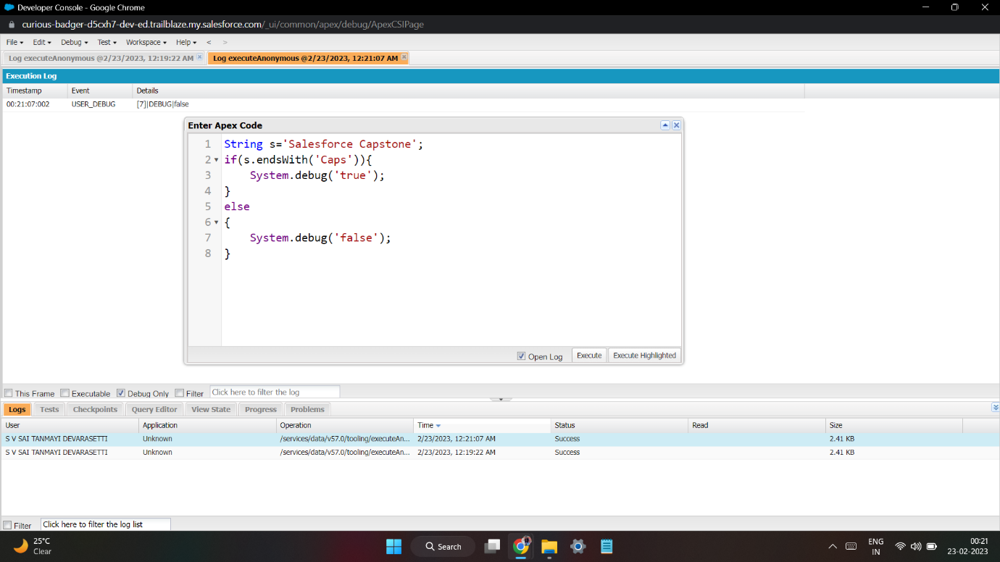 Developer Console - Google Chrome
curious-badger-d5cxh7-dev-ed.trailblaze.my.salesforce.com/_ui/common/apex/debug/ApexCSIPage
File Edit Debug Test Workspace Help < >
Log executeAnonymous @2/23/2023, 12:19:22 AM Log executeAnonymous @2/23/2023, 12:21:07 AM
Execution Log
Timestamp Event Details
00:21:07:002 USER_DEBUG [7]|DEBUG|false
Enter Apex Code
1 String s='Salesforce Capstone';
2 if(s.endsWith('Caps')){
3 System.debug('true');
4 }
5 else
6 {
7 System.debug('false');
8 }
Open Log Execute Execute Highlighted
This Frame Executable Debug Only Filter Click here to filter the log
Logs Tests Checkpoints Query Editor View State Progress Problems
User Application Operation Time Status Read Size
S V SAI TANMAYI DEVARASETTI Unknown /services/data/v57.0/tooling/executeAn... 2/23/2023, 12:21:07 AM Success 2.41 KB
S V SAI TANMAYI DEVARASETTI Unknown /services/data/v57.0/tooling/executeAn... 2/23/2023, 12:19:22 AM Success 2.41 KB
Filter Click here to filter the log list
25°C
Clear
Search
ENG
IN
00:21
23-02-2023